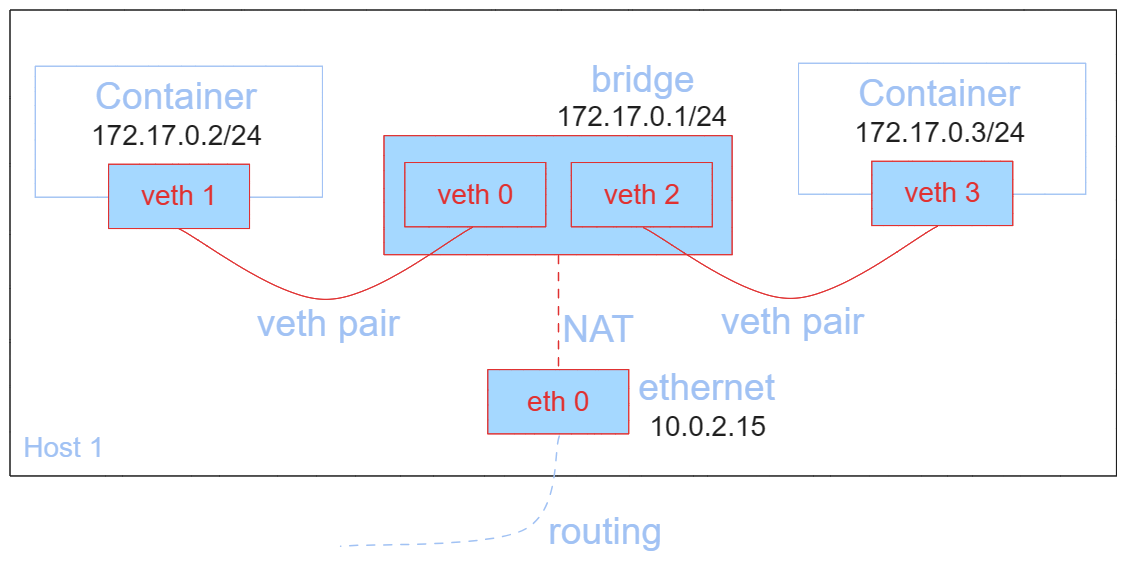 Container
172.17.0.2/24
veth 1
bridge
172.17.0.1/24
veth 0
veth 2
Container
172.17.0.3/24
veth 3
veth pair
NAT
veth pair
eth 0
ethernet
10.0.2.15
Host 1
routing